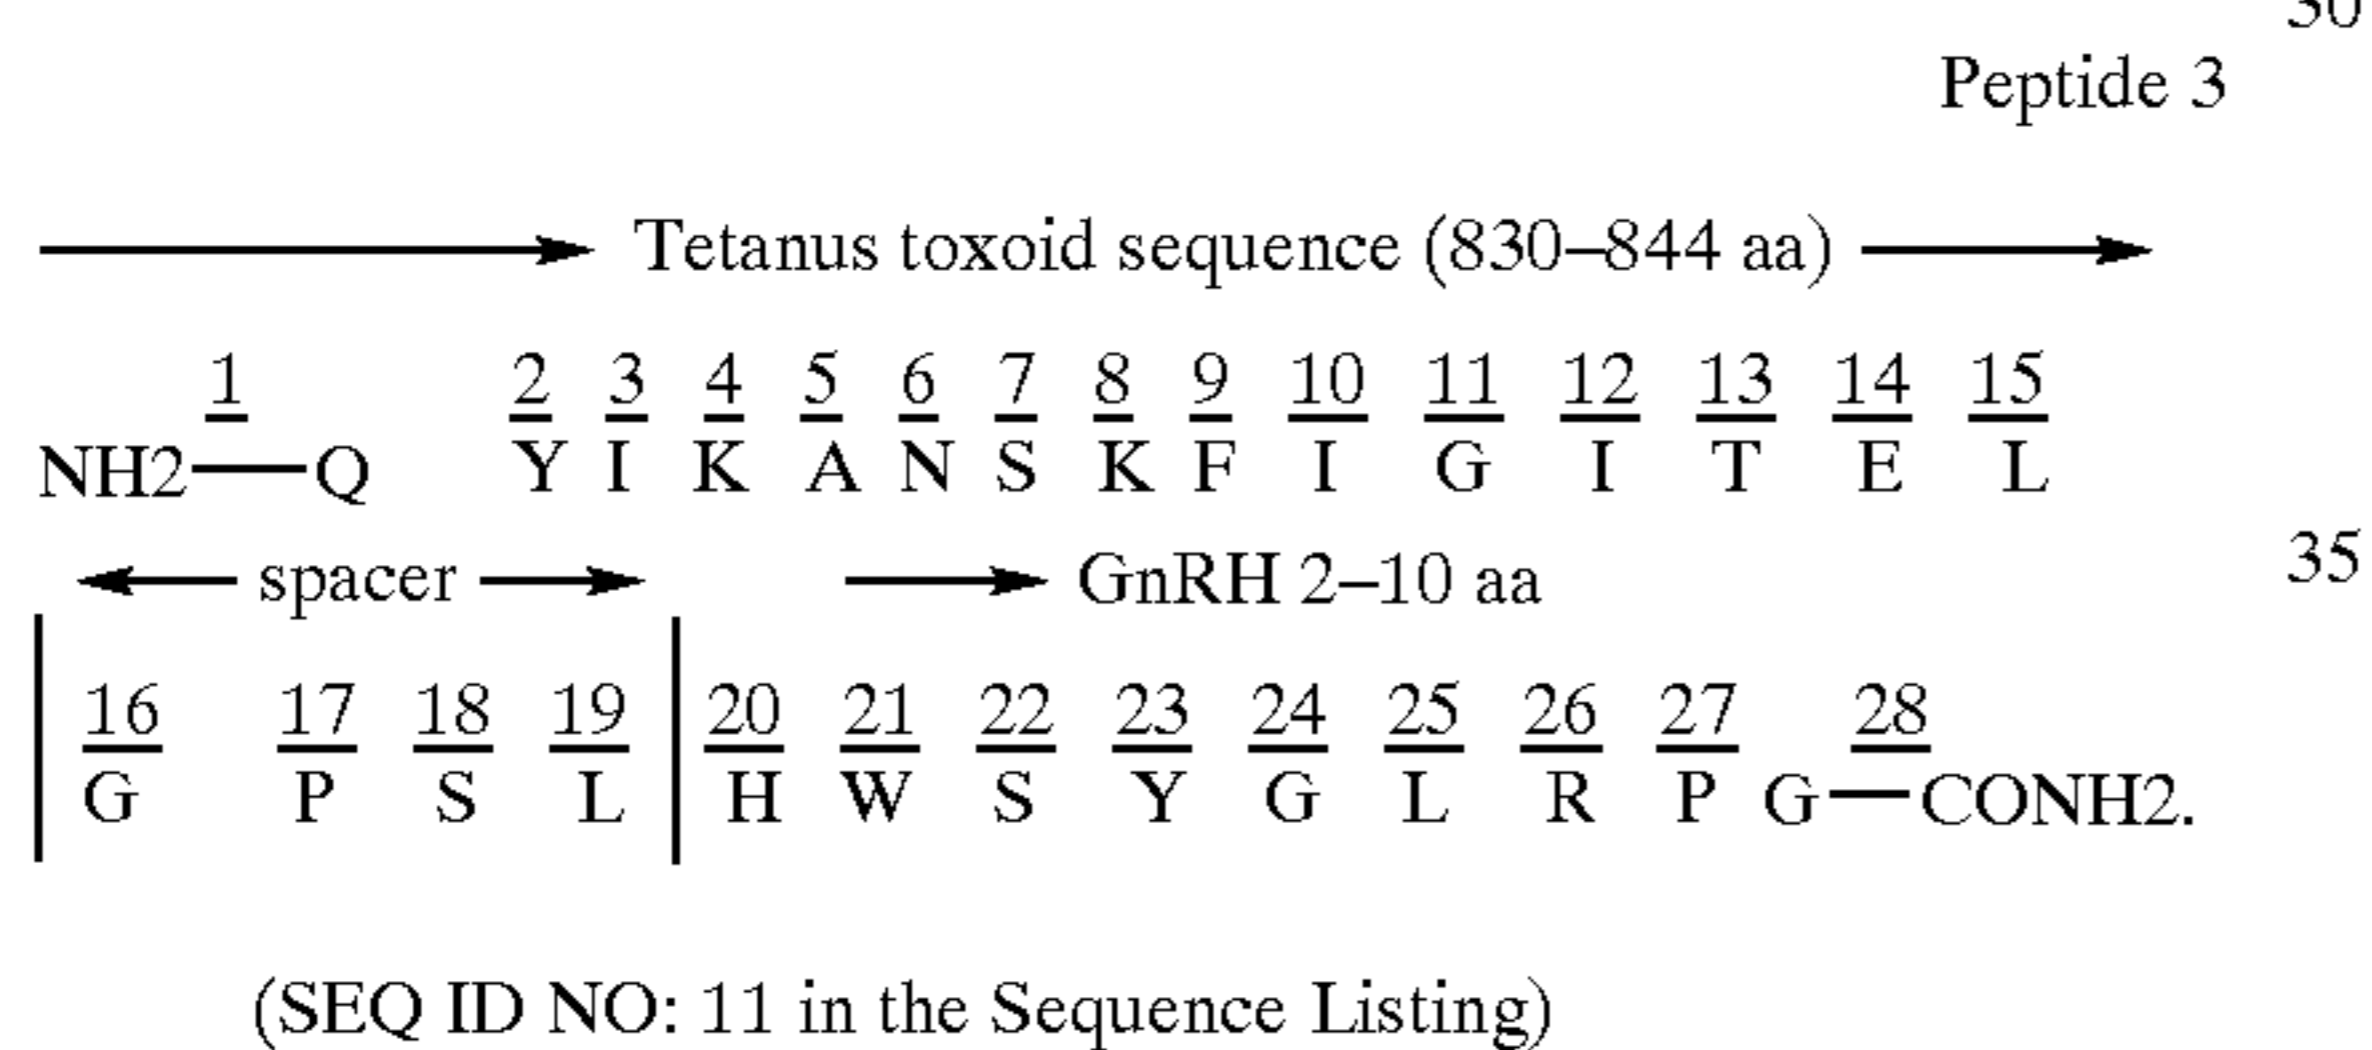 30
Peptide 3
Tetanus toxoid sequence (830–844 aa)
1 2 3 4 5 6 7 8 9 10 11 12 13 14 15
NH2—Q Y I K A N S K F I G I T E L
spacer GnRH 2–10 aa 35
16 17 18 19 20 21 22 23 24 25 26 27 28
G P S L H W S Y G L R P G—CONH2.
(SEQ ID NO: 11 in the Sequence Listing)